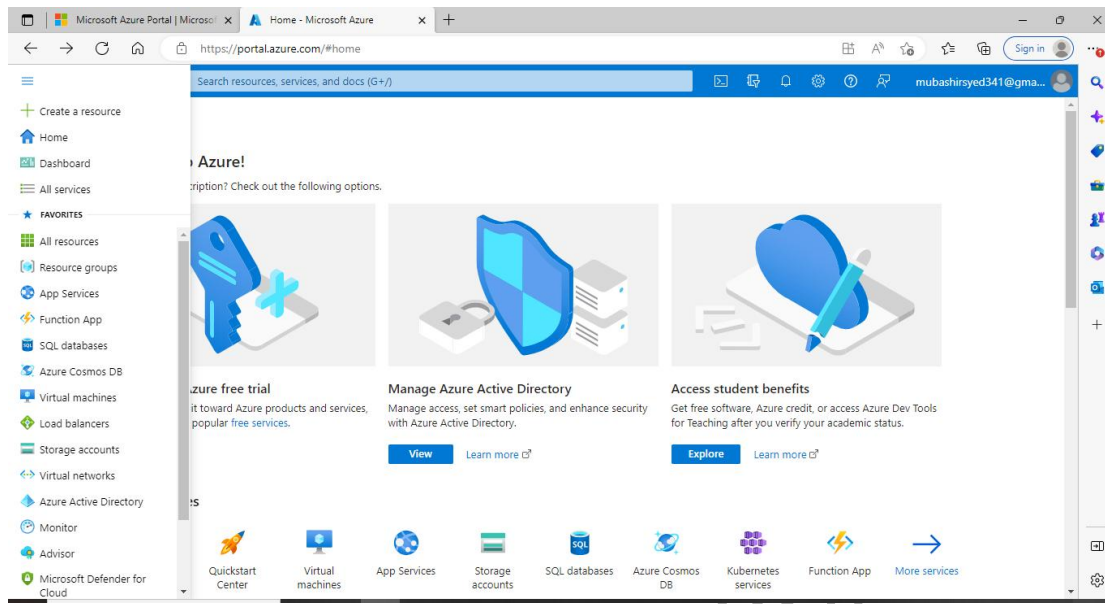 Microsoft Azure Portal | Microsof
Home - Microsoft Azure
https://portal.azure.com/#home
Sign in
Search resources, services, and docs (G+/)
mubashirsyed341@gma...
Create a resource
Home
Dashboard
All services
FAVORITES
All resources
Resource groups
App Services
Function App
SQL databases
Azure Cosmos DB
Virtual machines
Load balancers
Storage accounts
Virtual networks
Azure Active Directory
Monitor
Advisor
Microsoft Defender for
Cloud
Azure!
cription? Check out the following options.
Azure free trial
it toward Azure products and services,
popular free services.
Manage Azure Active Directory
Manage access, set smart policies, and enhance security
with Azure Active Directory.
View
Learn more
Access student benefits
Get free software, Azure credit, or access Azure Dev Tools
for Teaching after you verify your academic status.
Explore
Learn more
es
Quickstart
Center
Virtual
machines
App Services
Storage
accounts
SQL databases
SQL
Azure Cosmos
DB
Kubernetes
services
Function App
More services